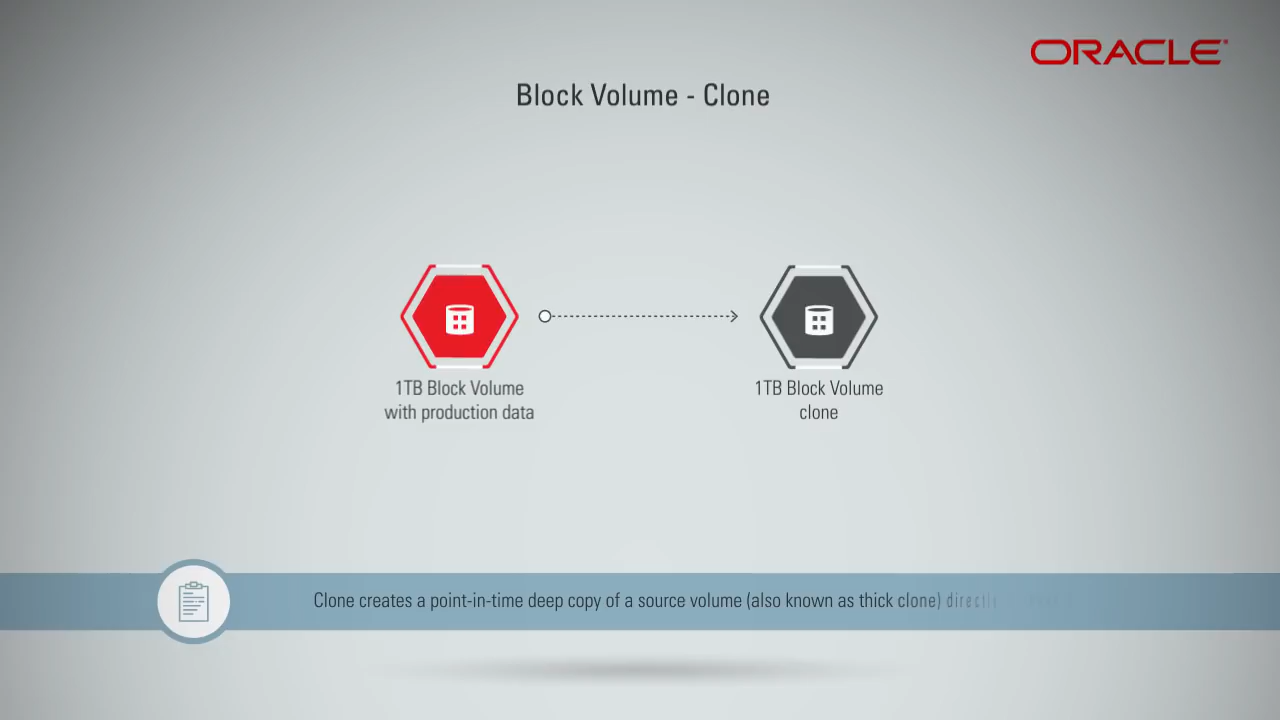 ORACLE
Block Volume - Clone
1TB Block Volume
with production data
1TB Block Volume
clone
Clone creates a point-in-time deep copy of a source volume (also known as thick clone)